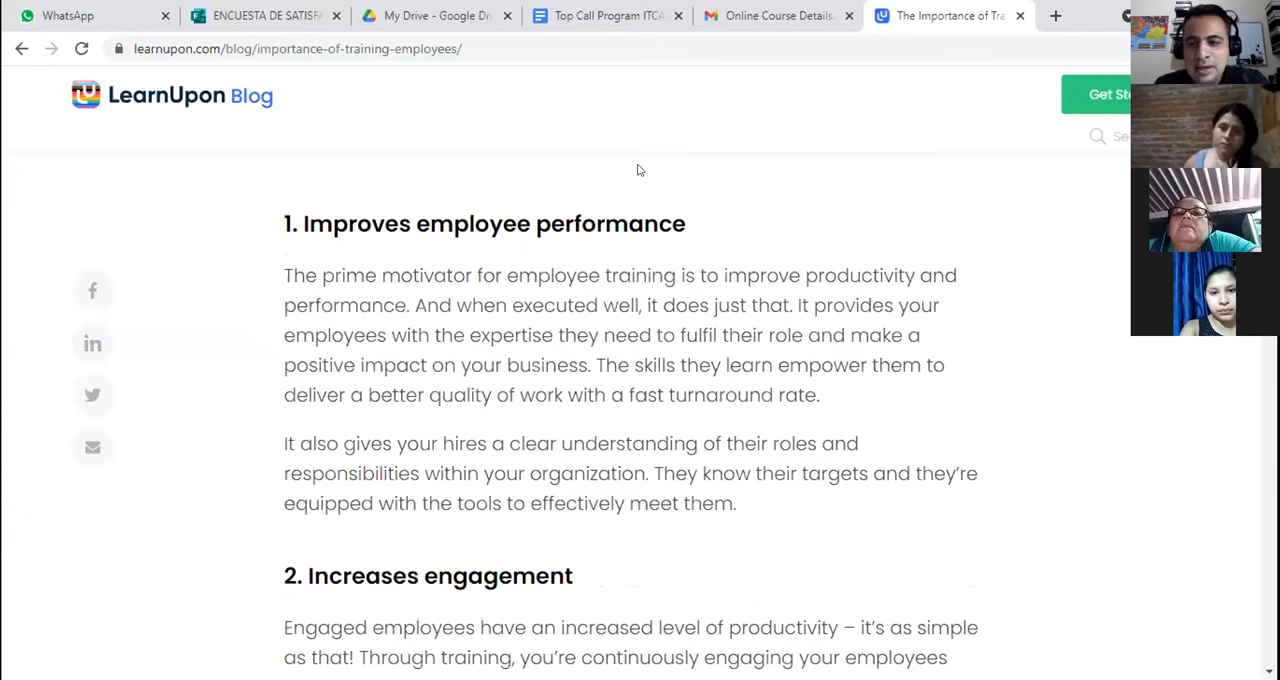 WhatsApp
ENCUESTA DE SATISFA
My Drive - Google Dr
Top Call Program ITCA
Online Course Details
The Importance of Tra
learnupon.com/blog/importance-of-training-employees/
LearnUpon Blog
Get Sta
Sea
1. Improves employee performance
The prime motivator for employee training is to improve productivity and
performance. And when executed well, it does just that. It provides your
employees with the expertise they need to fulfil their role and make a
positive impact on your business. The skills they learn empower them to
deliver a better quality of work with a fast turnaround rate.
It also gives your hires a clear understanding of their roles and
responsibilities within your organization. They know their targets and they're
equipped with the tools to effectively meet them.
2. Increases engagement
Engaged employees have an increased level of productivity – it's as simple
as that! Through training, you're continuously engaging your employees